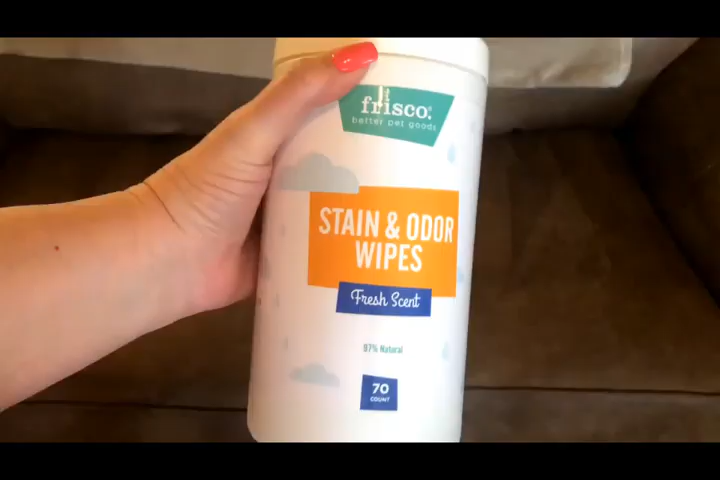 frisco.®
better pet goods
STAIN & ODOR
WIPES
Fresh Scent
97% Natural
70
COUNT